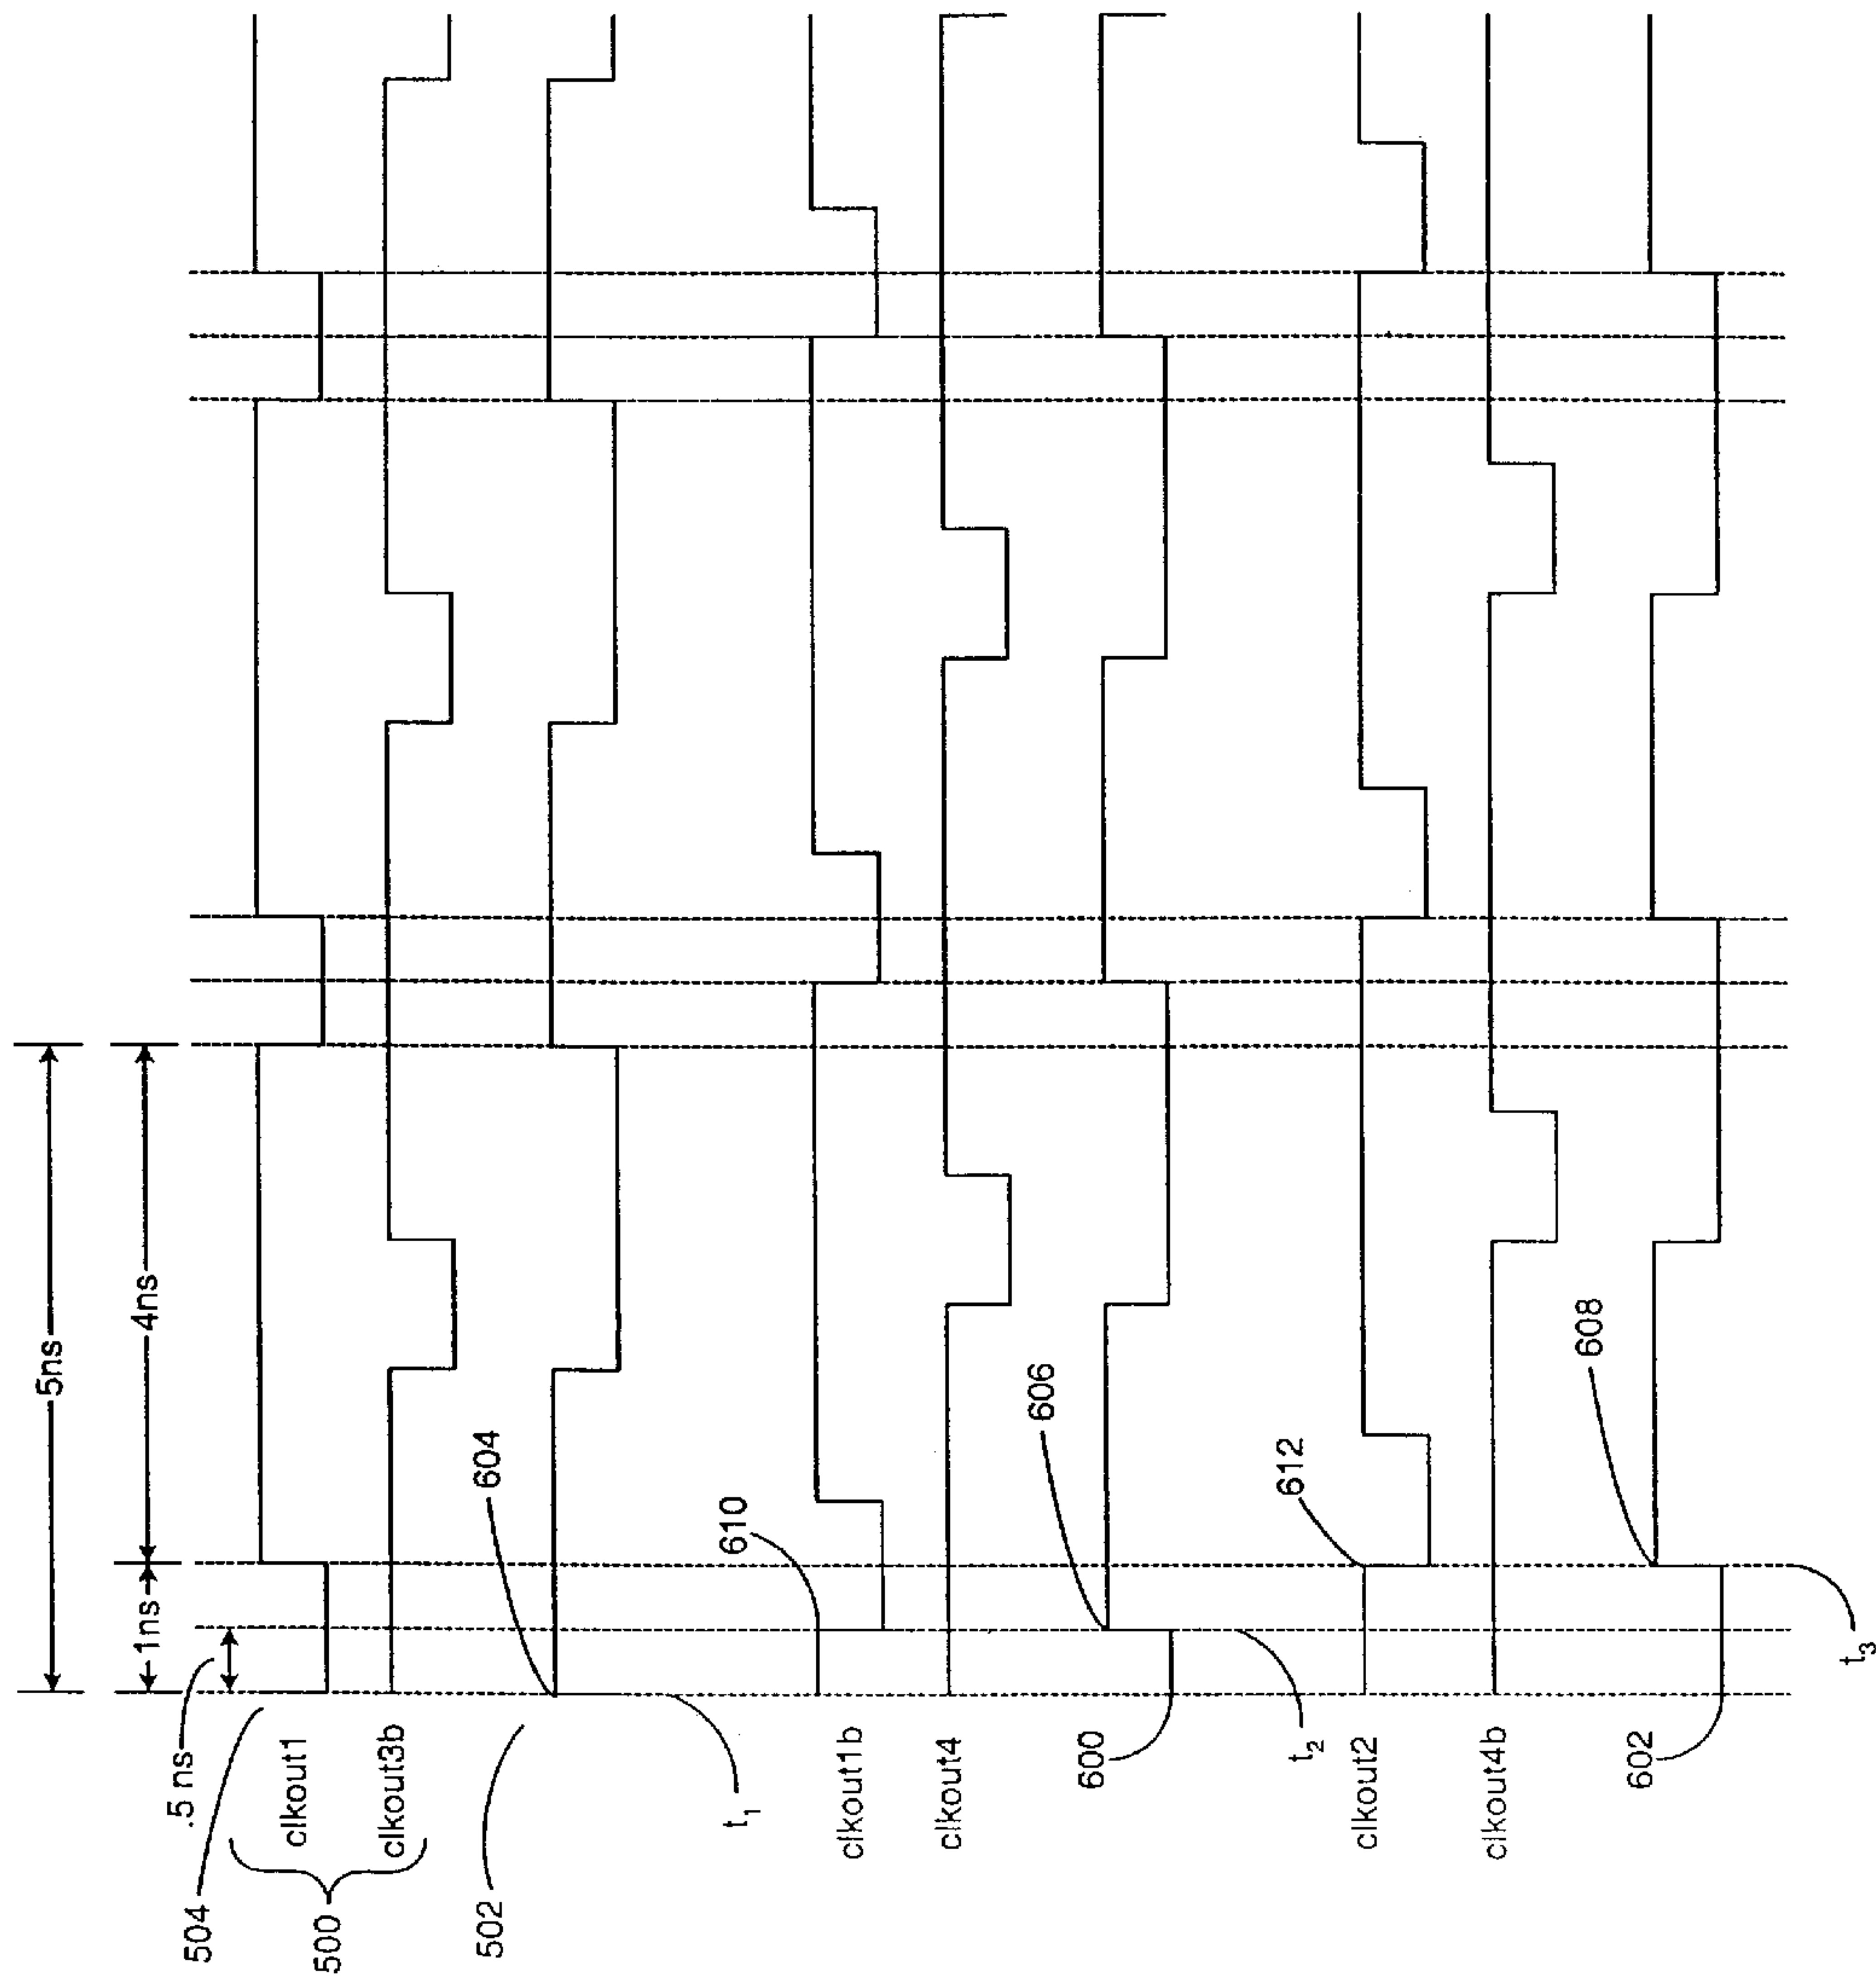 5ns
1ns
4ns
.5 ns
504
clkout1
500
clkout3b
604
502
t1
610
clkout1b
clkout4
606
600
t2
612
clkout2
clkout4b
608
602
t3